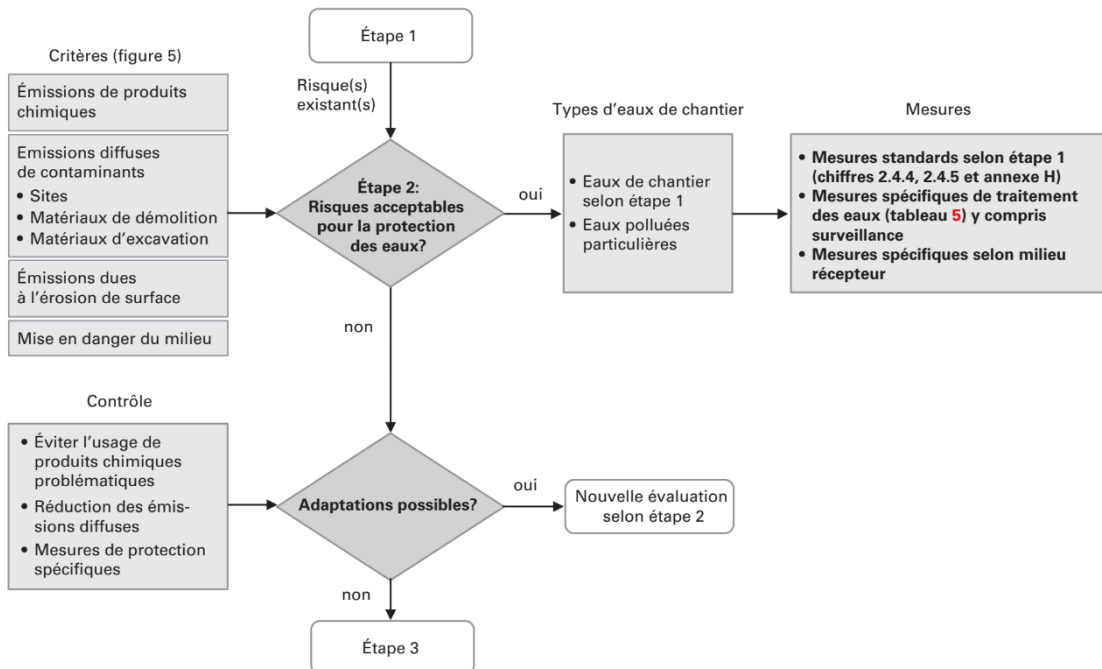 Étape 1
Critères (figure 5)
Émissions de produits
chimiques
Emissions diffuses
de contaminants
• Sites
• Matériaux de démolition
• Matériaux d'excavation
Émissions dues
à l'érosion de surface
Mise en danger du milieu
Risque(s)
existant(s)
Étape 2:
Risques acceptables
pour la protection
des eaux?
oui
Types d'eaux de chantier
• Eaux de chantier
selon étape 1
• Eaux polluées
particulières
Mesures
• Mesures standards selon étape 1
(chiffres 2.4.4, 2.4.5 et annexe H)
• Mesures spécifiques de traitement
des eaux (tableau 5) y compris
surveillance
• Mesures spécifiques selon milieu
récepteur
non
Contrôle
• Éviter l'usage de
produits chimiques
problématiques
• Réduction des émis-
sions diffuses
• Mesures de protection
spécifiques
Adaptations possibles?
oui
Nouvelle évaluation
selon étape 2
non
Étape 3